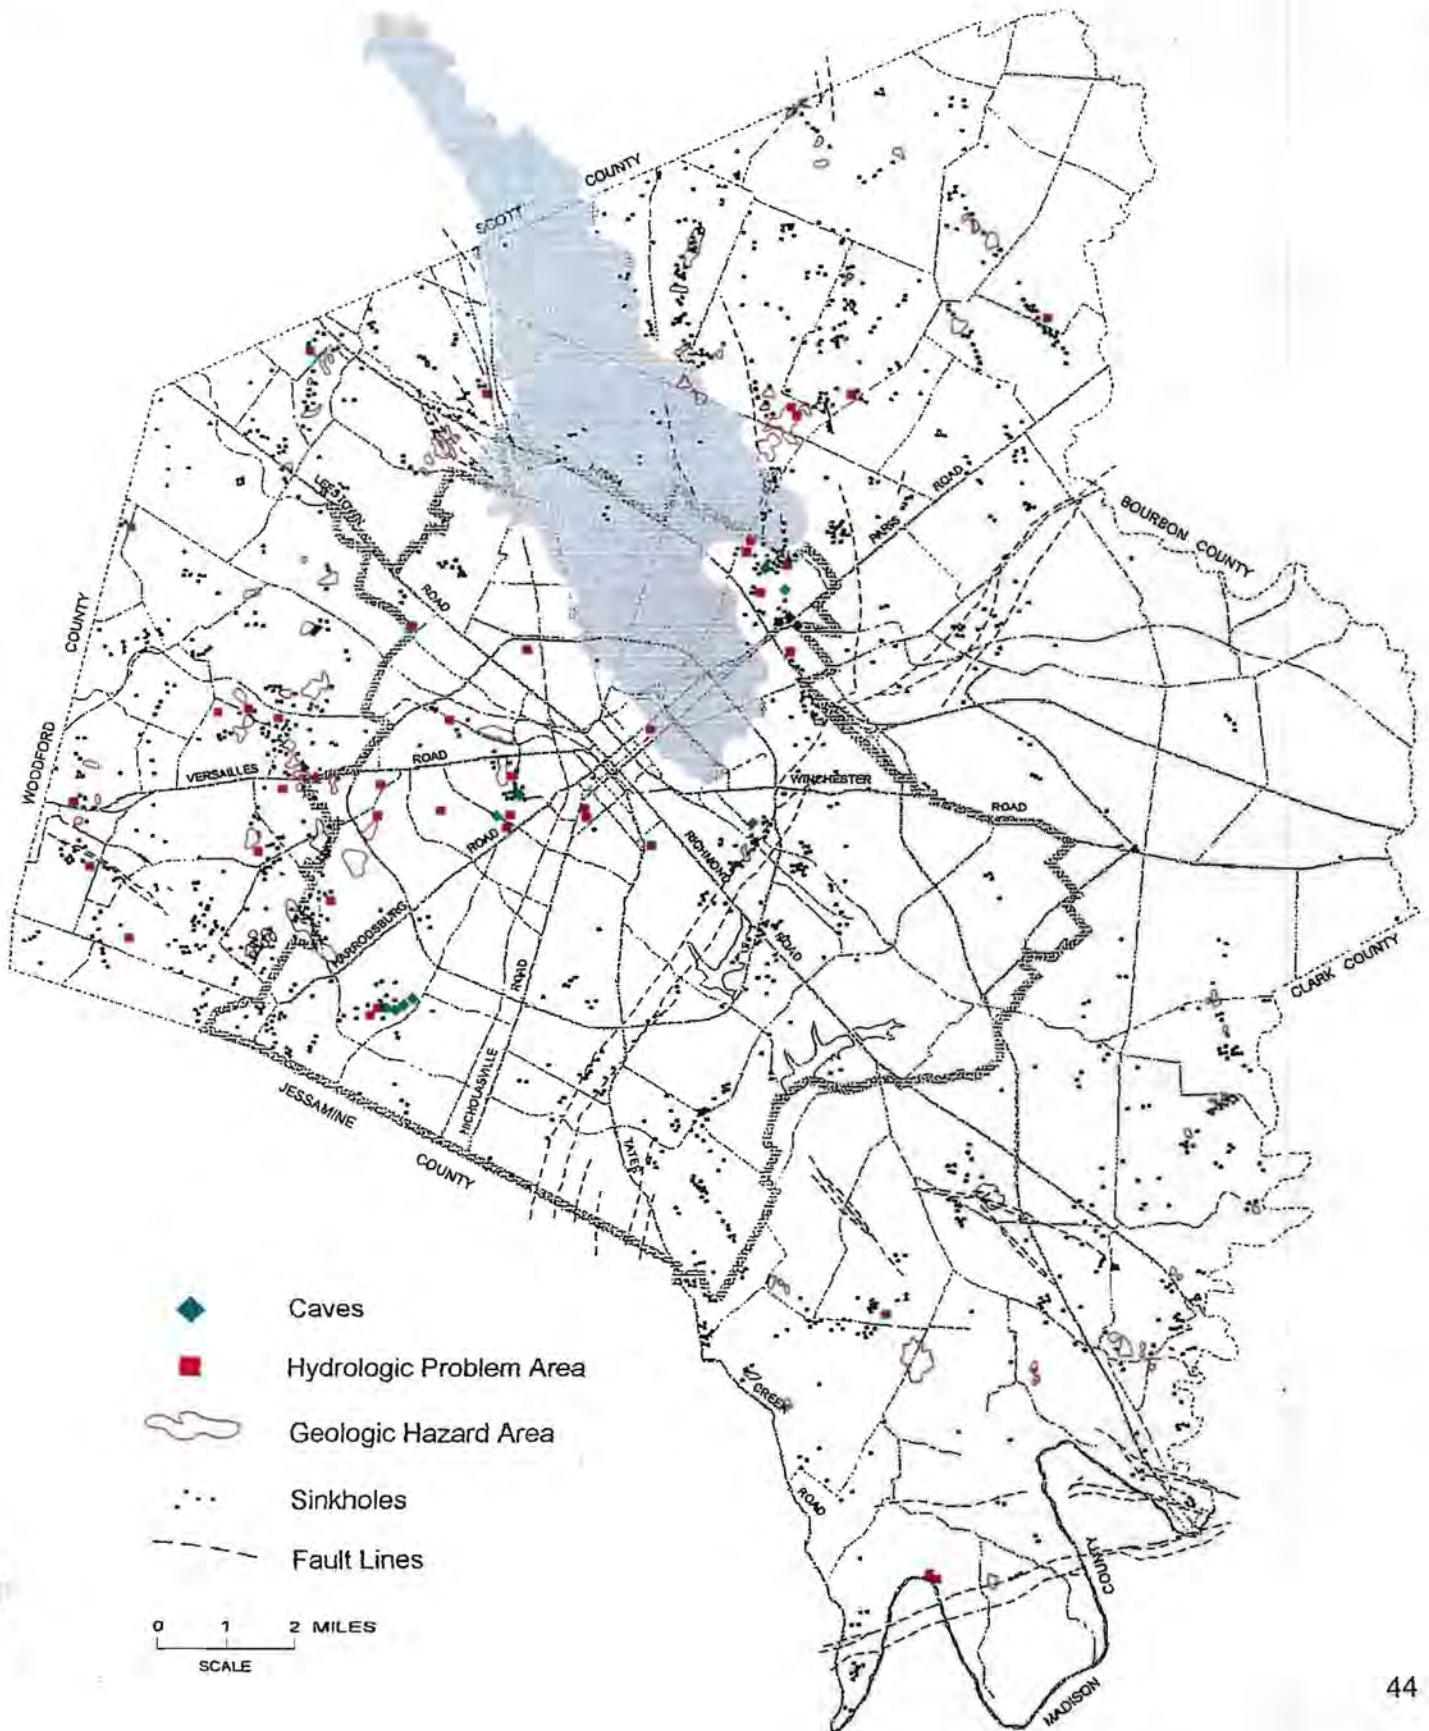 COUNTY
SCOTT
LEESTOWN
ROAD
PARIS
ROAD
BOURBON COUNTY
COUNTY
WOODFORD
VERSAILLES
ROAD
WINCHESTER
ROAD
RICHMOND
ROAD
HARRODSBURG
ROAD
CLARK COUNTY
NICHOLASVILLE
ROAD
JESSAMINE
COUNTY
TATES
CREEK
ROAD
COUNTY
MADISON
Caves
Hydrologic Problem Area
Geologic Hazard Area
Sinkholes
Fault Lines
0 1 2 MILES
SCALE
44